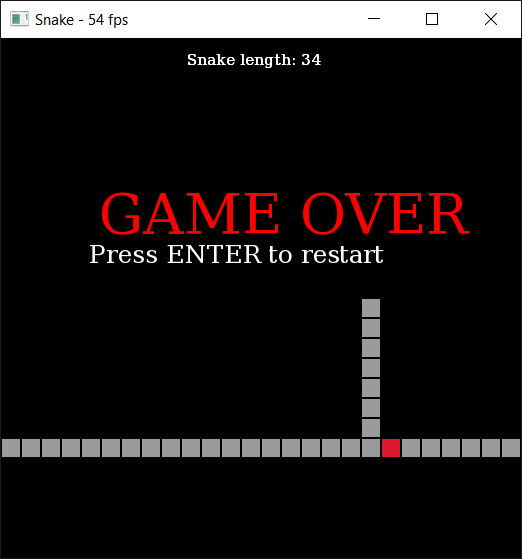 Snake - 54 fps
Snake length: 34
GAME OVER
Press ENTER to restart